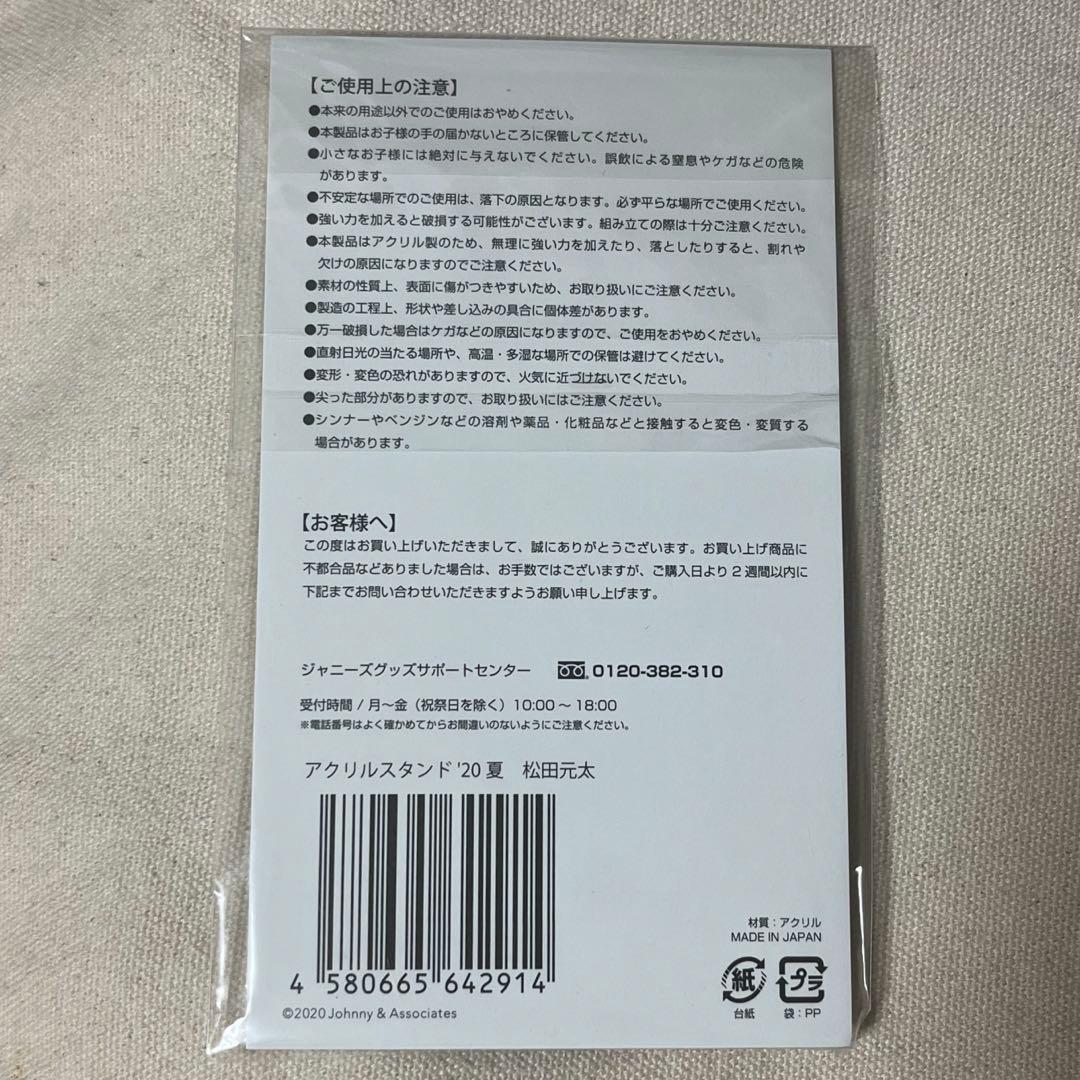 【ご使用上の注意】
●本来の用途以外でのご使用はおやめください。
●本製品はお子様の手の届かないところに保管してください。
●小さなお子様には絶対に与えないでください。誤飲による窒息やケガなどの危険
があります。
●不安定な場所でのご使用は、落下の原因となります。必ず平らな場所でご使用ください。
●強い力を加えると破損する可能性がございます。組み立ての際は十分ご注意ください。
●本製品はアクリル製のため、無理に強い力を加えたり、落としたりすると、割れや
欠けの原因になりますのでご注意ください。
●素材の性質上、表面に傷がつきやすいため、お取り扱いにご注意ください。
●製造の工程上、形状や差し込みの具合に個体差があります。
●万一破損した場合はケガなどの原因になりますので、ご使用をおやめください。
●直射日光の当たる場所や、高温・多湿な場所での保管は避けてください。
●変形・変色の恐れがありますので、火気に近づけないでください。
●尖った部分がありますので、お取り扱いにはご注意ください。
●シンナーやベンジンなどの溶剤や薬品・化粧品などと接触すると変色・変質する
場合があります。
【お客様へ】
この度はお買い上げいただきまして、誠にありがとうございます。お買い上げ商品に
不都合品などありました場合は、お手数ではございますが、ご購入日より2週間以内に
下記までお問い合わせいただきますようお願い申し上げます。
ジャニーズグッズサポートセンター 0120-382-310
受付時間 / 月〜金（祝祭日を除く）10:00 〜 18:00
※電話番号はよく確かめてからお間違いのないようにご注意ください。
アクリルスタンド '20 夏 松田元太
4 580665 642914
©2020 Johnny & Associates
材質：アクリル
MADE IN JAPAN
紙 プラ
台紙 袋：PP